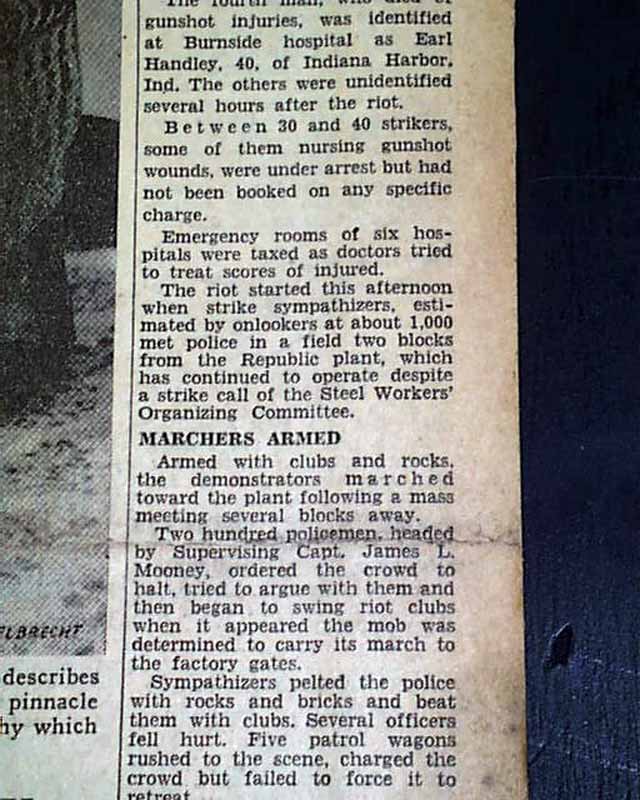 The fourth man, who died of
gunshot injuries, was identified
at Burnside hospital as Earl
Handley, 40, of Indiana Harbor,
Ind. The others were unidentified
several hours after the riot.
Between 30 and 40 strikers,
some of them nursing gunshot
wounds, were under arrest but had
not been booked on any specific
charge.
Emergency rooms of six hos-
pitals were taxed as doctors tried
to treat scores of injured.
The riot started this afternoon
when strike sympathizers, esti-
mated by onlookers at about 1,000
met police in a field two blocks
from the Republic plant, which
has continued to operate despite
a strike call of the Steel Workers'
Organizing Committee.
MARCHERS ARMED
Armed with clubs and rocks,
the demonstrators marched
toward the plant following a mass
meeting several blocks away.
Two hundred policemen, headed
by Supervising Capt. James L.
Mooney, ordered the crowd to
halt, tried to argue with them and
then began to swing riot clubs
when it appeared the mob was
determined to carry its march to
the factory gates.
Sympathizers pelted the police
with rocks and bricks and beat
them with clubs. Several officers
fell hurt. Five patrol wagons
rushed to the scene, charged the
crowd but failed to force it to
retreat.
ELBRECHT
describes
pinnacle
hy which